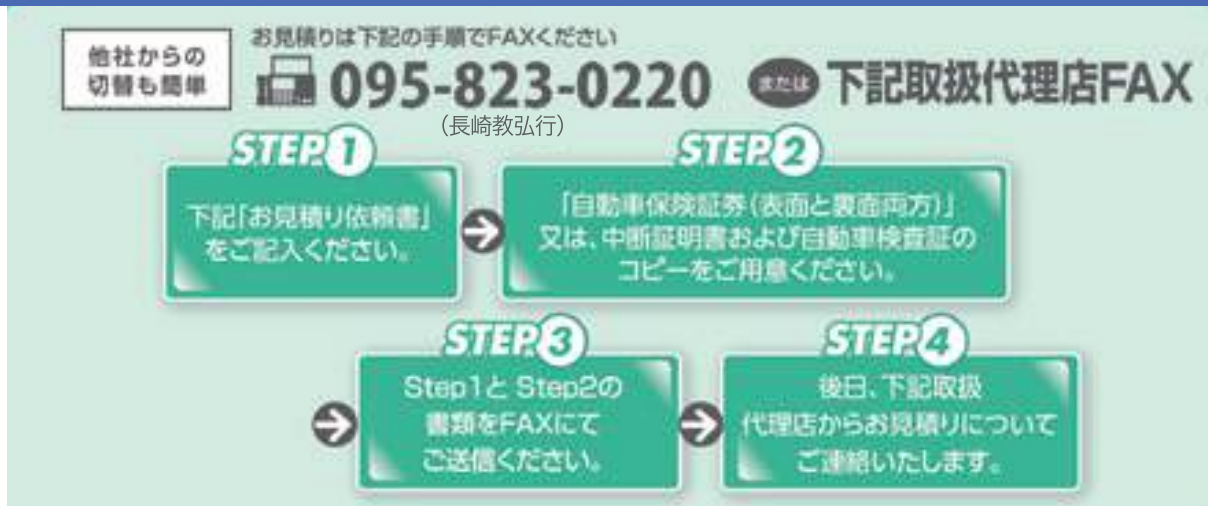 他社からの
切替も簡単
お見積りは下記の手順でFAXください
095-823-0220 または 下記取扱代理店FAX
(長崎教弘行)
STEP.1
下記「お見積り依頼書」
をご記入ください。
STEP.2
「自動車保険証券(表面と裏面両方)」
又は、中断証明書および自動車検査証の
コピーをご用意ください。
STEP.3
Step1と Step2の
書類をFAXにて
ご送信ください。
STEP.4
後日、下記取扱
代理店からお見積りについて
ご連絡いたします。